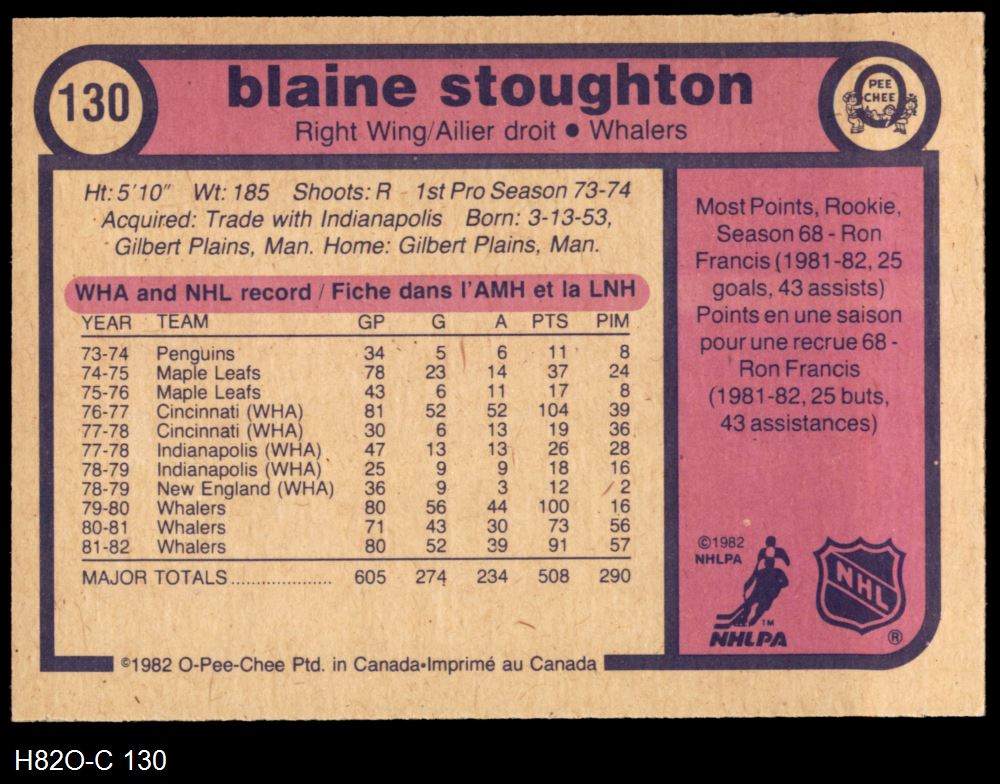 130
blaine stoughton
Right Wing/Ailier droit • Whalers
O
PEE
CHEE
Ht: 5'10" Wt: 185 Shoots: R 1st Pro Season 73-74
Acquired: Trade with Indianapolis Born: 3-13-53,
Gilbert Plains, Man. Home: Gilbert Plains, Man.
WHA and NHL record / Fiche dans l'AMH et la LNH
YEAR TEAM GP G A PTS PIM
73-74 Penguins 34 5 6 11 8
74-75 Maple Leafs 78 23 14 37 24
75-76 Maple Leafs 43 6 11 17 8
76-77 Cincinnati (WHA) 81 52 52 104 39
77-78 Cincinnati (WHA) 30 6 13 19 36
77-78 Indianapolis (WHA) 47 13 13 26 28
78-79 Indianapolis (WHA) 25 9 9 18 16
78-79 New England (WHA) 36 9 3 12 2
79-80 Whalers 80 56 44 100 16
80-81 Whalers 71 43 30 73 56
81-82 Whalers 80 52 39 91 57
MAJOR TOTALS.................... 605 274 234 508 290
©1982 O-Pee-Chee Ptd. in Canada•Imprimé au Canada
Most Points, Rookie,
Season 68 - Ron
Francis (1981-82, 25
goals, 43 assists)
Points en une saison
pour une recrue 68 -
Ron Francis
(1981-82, 25 buts,
43 assistances)
©1982
NHLPA
TM
NHLPA
NHL
®
H82O-C 130